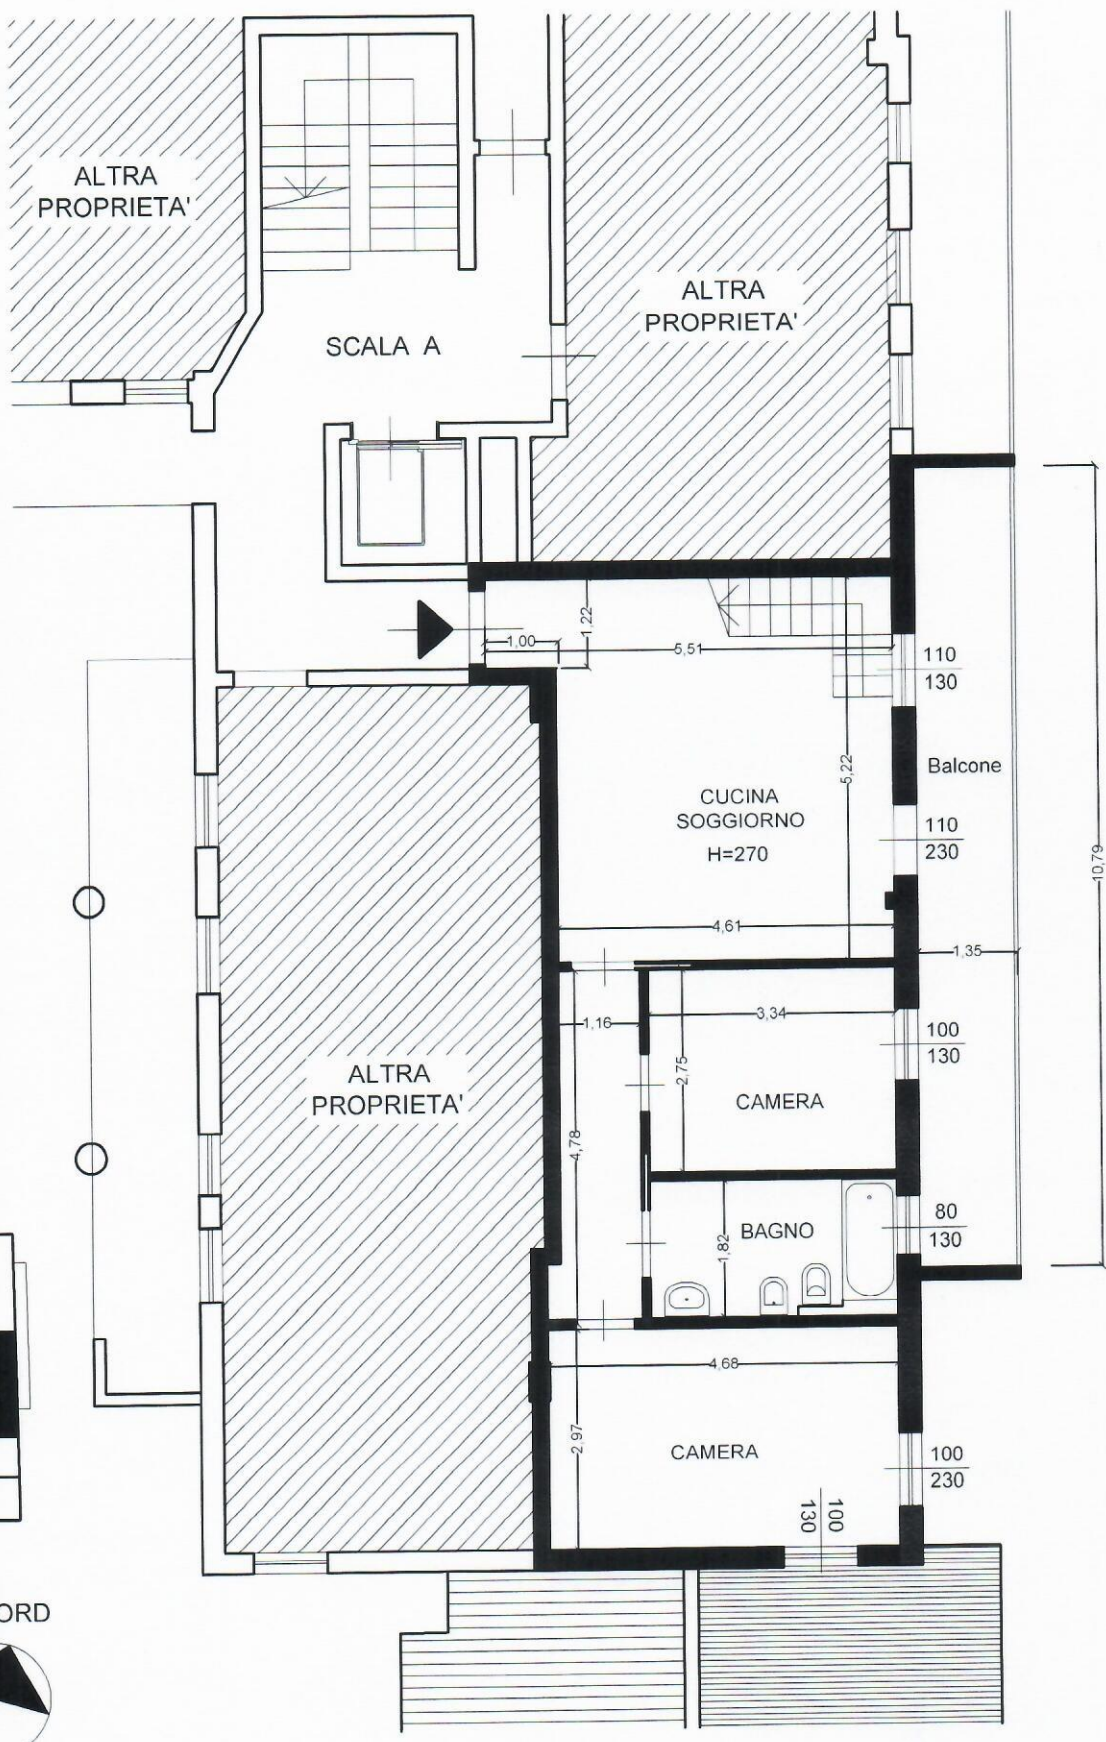 ALTRA
PROPRIETA'
ALTRA
PROPRIETA'
SCALA A
1,22
1,00
5,51
110
130
Balcone
5,22
CUCINA
SOGGIORNO
H=270
110
230
10,79
4,61
1,35
1,16
3,34
100
130
2,75
CAMERA
ALTRA
PROPRIETA'
4,78
80
130
BAGNO
1,82
4,68
2,97
CAMERA
100
230
100
130
ORD